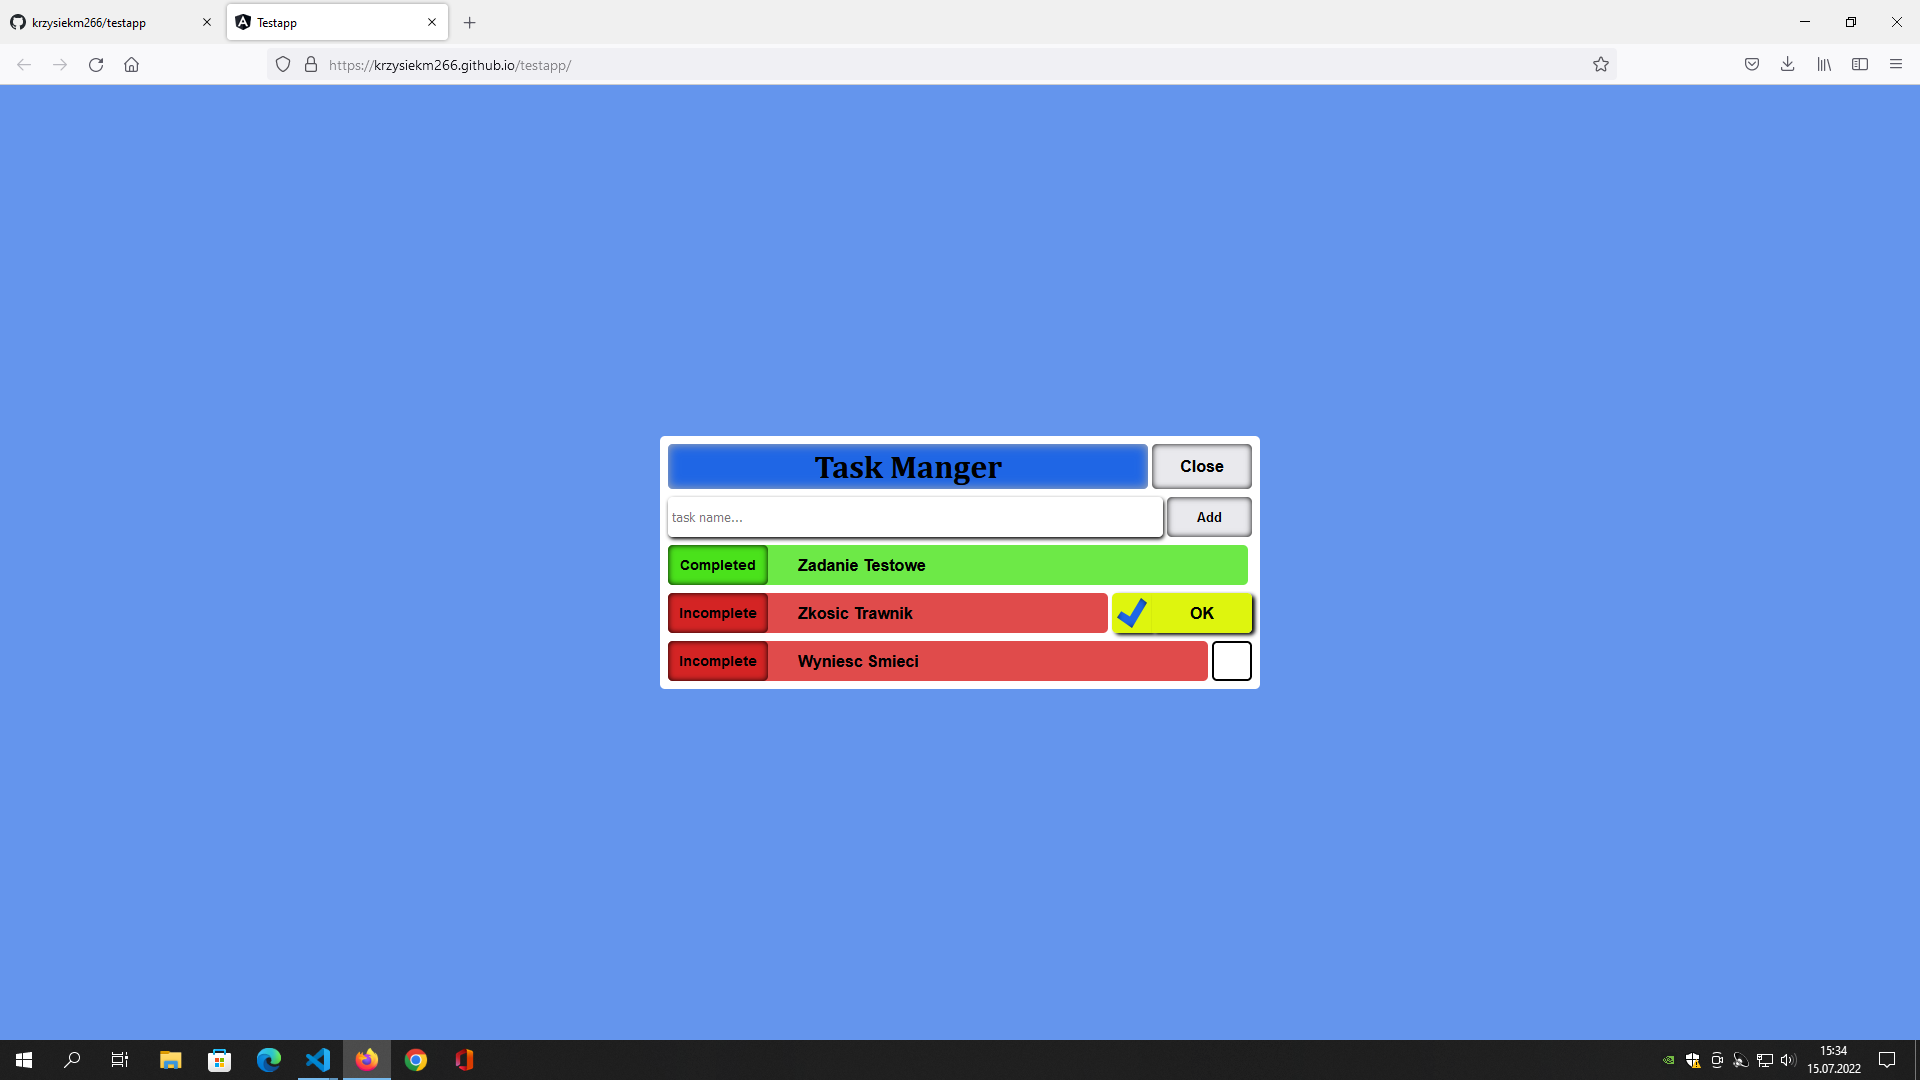 krzysiekm266/testapp
Testapp
https://krzysiekm266.github.io/testapp/
Task Manger
Close
task name...
Add
Completed Zadanie Testowe
Incomplete Zkosic Trawnik OK
Incomplete Wyniesc Smieci
15:34
15.07.2022